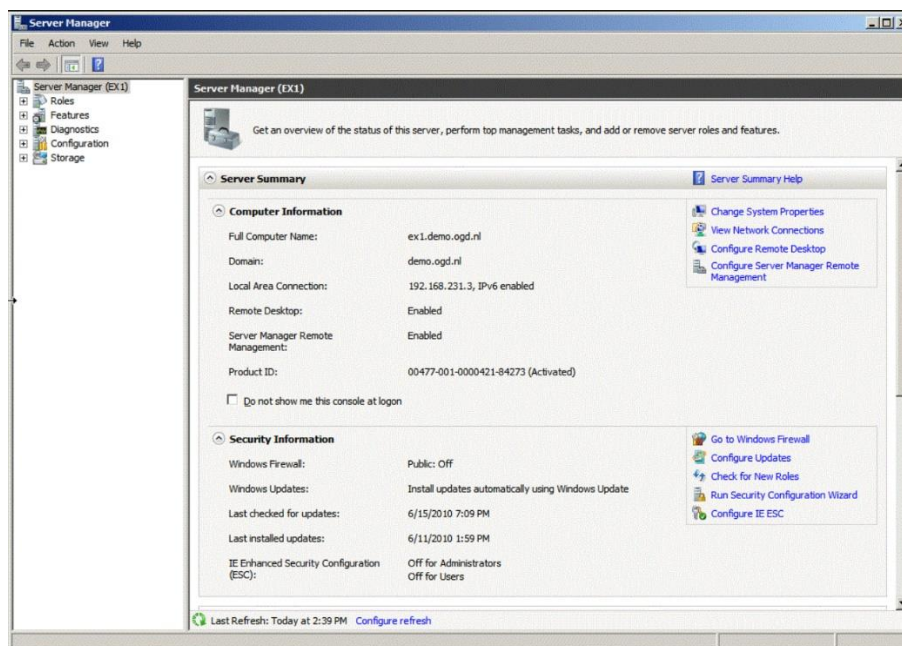 Server Manager
File Action View Help
Server Manager (EX1)
Roles
Features
Diagnostics
Configuration
Storage
Server Manager (EX1)
Get an overview of the status of this server, perform top management tasks, and add or remove server roles and features.
Server Summary
Server Summary Help
Computer Information
Full Computer Name: ex1.demo.ogd.nl
Domain: demo.ogd.nl
Local Area Connection: 192.168.231.3, IPv6 enabled
Remote Desktop: Enabled
Server Manager Remote Enabled
Management:
Product ID: 00477-001-0000421-84273 (Activated)
Do not show me this console at logon
Change System Properties
View Network Connections
Configure Remote Desktop
Configure Server Manager Remote
Management
Security Information
Windows Firewall: Public: Off
Windows Updates: Install updates automatically using Windows Update
Last checked for updates: 6/15/2010 7:09 PM
Last installed updates: 6/11/2010 1:59 PM
IE Enhanced Security Configuration Off for Administrators
(ESC): Off for Users
Go to Windows Firewall
Configure Updates
Check for New Roles
Run Security Configuration Wizard
Configure IE ESC
Last Refresh: Today at 2:39 PM Configure refresh